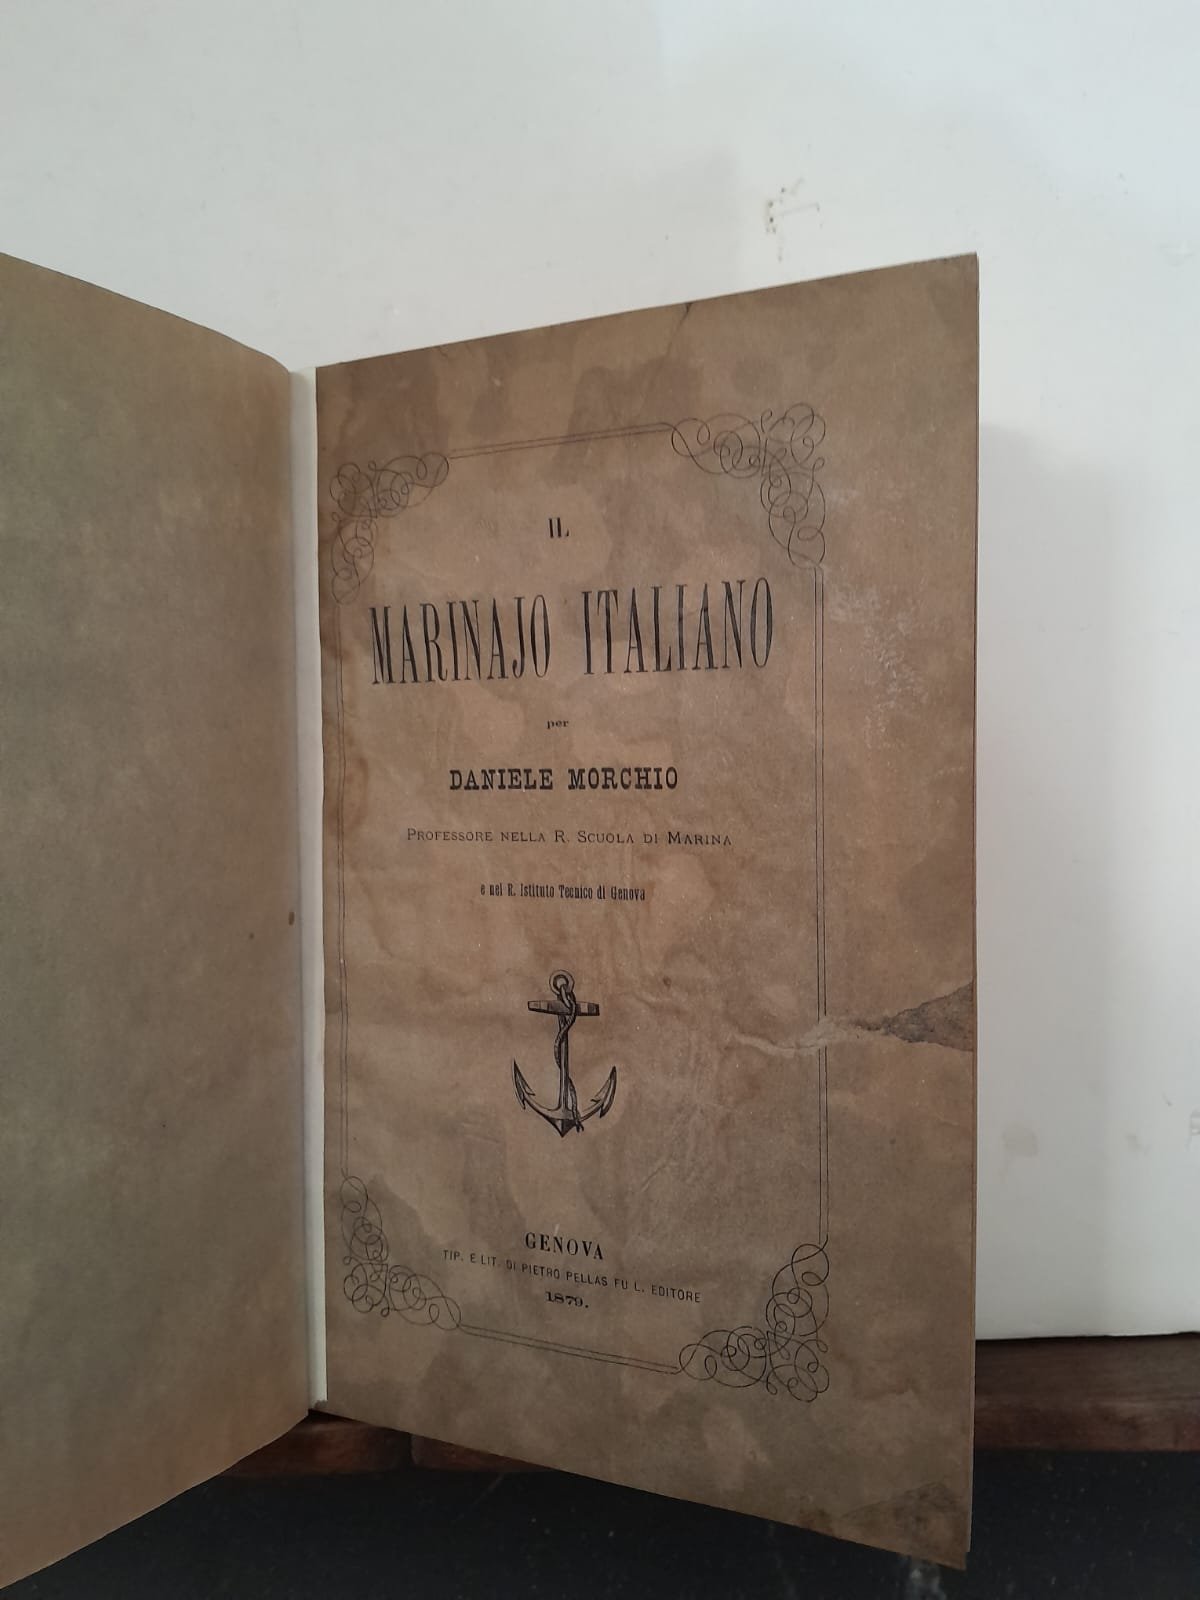 IL
MARINAJO ITALIANO
per
DANIELE MORCHIO
PROFESSORE NELLA R. SCUOLA DI MARINA
e nel R. Istituto Tecnico di Genova
GENOVA
TIP. E LIT. DI PIETRO PELLAS FU L. EDITORE
1879.